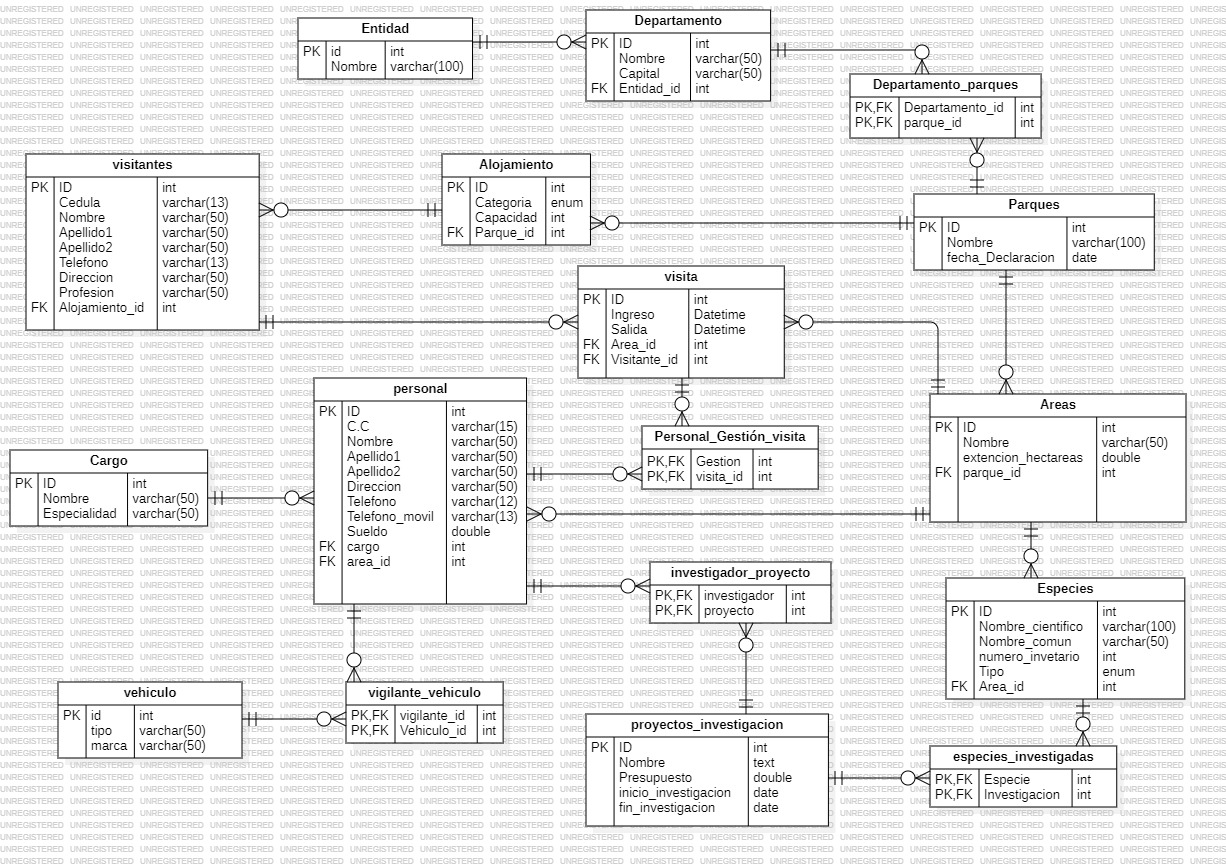 Entidad
PK id int
Nombre varchar(100)
Departamento
PK ID int
Nombre varchar(50)
Capital varchar(50)
FK Entidad_id int
Departamento_parques
PK,FK Departamento_id int
PK,FK parque_id int
visitantes
PK ID int
Cedula varchar(13)
Nombre varchar(50)
Apellido1 varchar(50)
Apellido2 varchar(50)
Telefono varchar(13)
Direccion varchar(50)
Profesion varchar(50)
FK Alojamiento_id int
Alojamiento
PK ID int
Categoria enum
Capacidad int
FK Parque_id int
Parques
PK ID int
Nombre varchar(100)
fecha_Declaracion date
visita
PK ID int
Ingreso Datetime
Salida Datetime
FK Area_id int
FK Visitante_id int
personal
PK ID int
C.C varchar(15)
Nombre varchar(50)
Apellido1 varchar(50)
Apellido2 varchar(50)
Direccion varchar(50)
Telefono varchar(12)
Telefono_movil varchar(13)
Sueldo double
FK cargo int
FK area_id int
Areas
PK ID int
Nombre varchar(50)
extencion_hectareas double
FK parque_id int
Personal_Gestión_visita
PK,FK Gestion int
PK,FK visita_id int
Cargo
PK ID int
Nombre varchar(50)
Especialidad varchar(50)
investigador_proyecto
PK,FK investigador int
PK,FK proyecto int
Especies
PK ID int
Nombre_cientifico varchar(100)
Nombre_comun varchar(50)
numero_invetario int
Tipo enum
FK Area_id int
vehiculo
PK id int
tipo varchar(50)
marca varchar(50)
vigilante_vehiculo
PK,FK vigilante_id int
PK,FK Vehiculo_id int
proyectos_investigacion
PK ID int
Nombre text
Presupuesto double
inicio_investigacion date
fin_investigacion date
especies_investigadas
PK,FK Especie int
PK,FK Investigacion int
UNREGISTERED